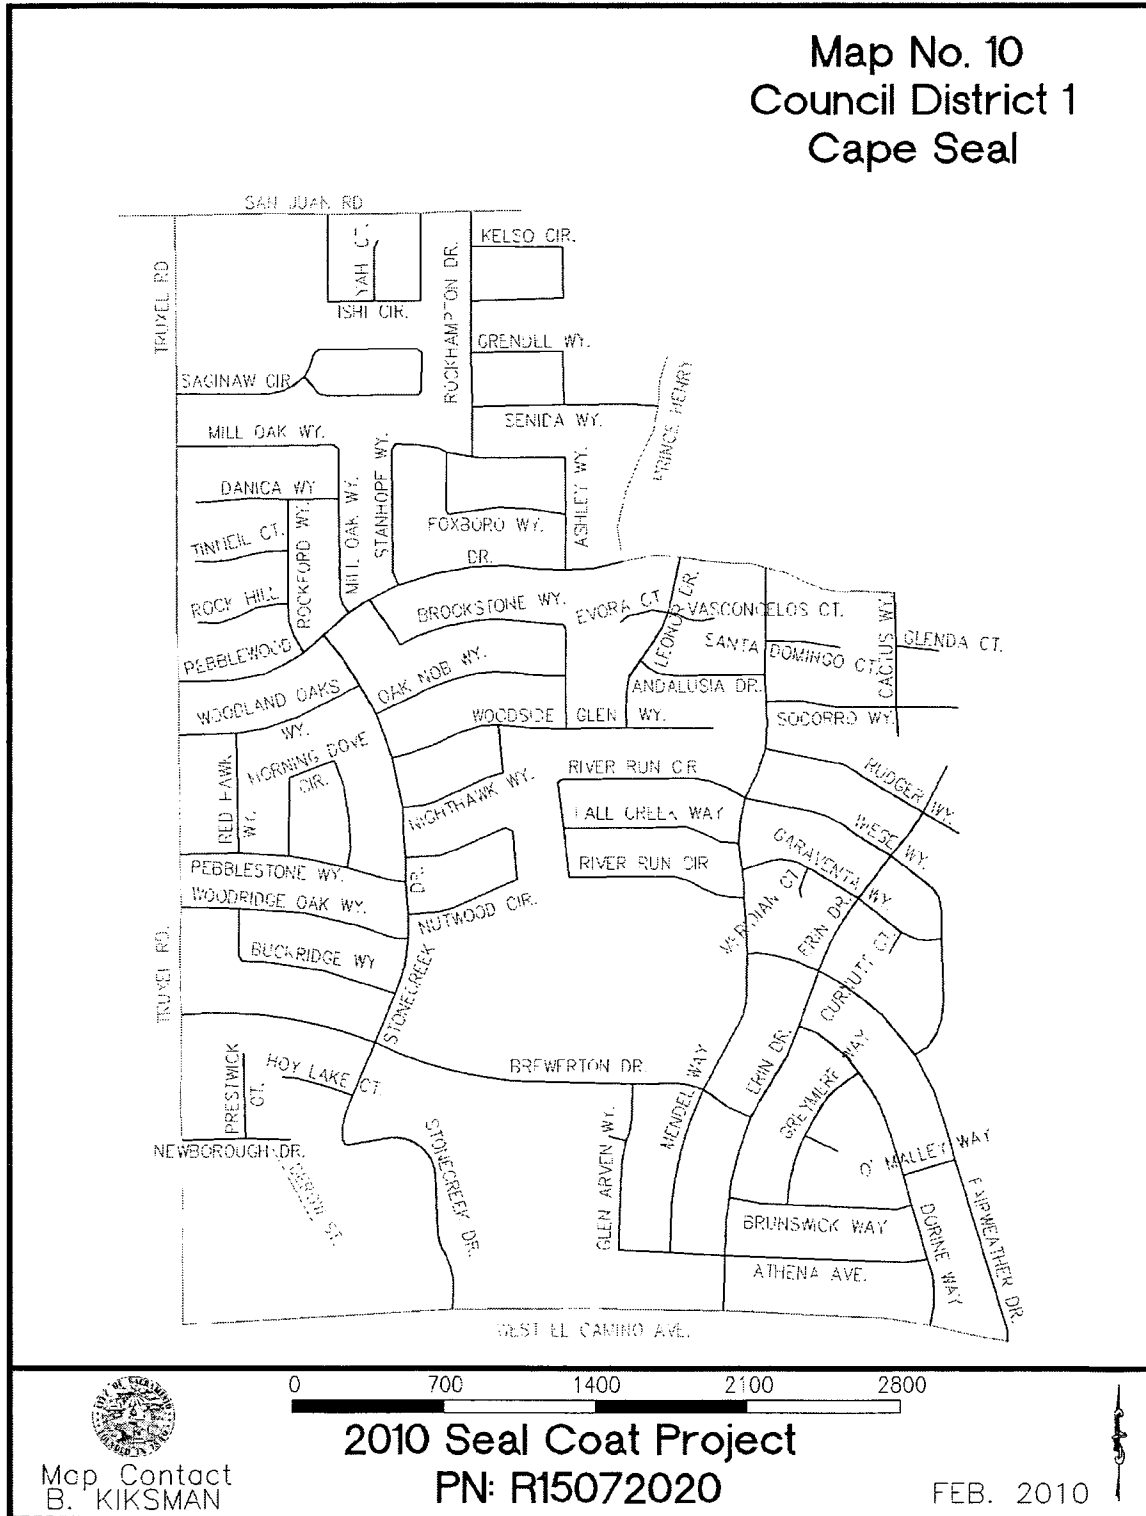 Map No. 10
Council District 1
Cape Seal
SAN JUAN RD
TRUXEL RD
YAH CT.
ISHI CIR.
ROCKHAMPTON DR.
KELSO CIR.
GRENDLL WY.
SAGINAW CIR
SENIDA WY.
PRINCE HENRY
MILL OAK WY.
STANHOPE WY.
ASHLEY WY.
DANICA WY
MILL OAK WY.
FOXBORO WY.
DR.
TINNEIL CT.
ROCKFORD WY.
ROCK HILL
BROOKSTONE WY.
EVORA CT
LEONOR DR.
VASCONCELOS CT.
CACTUS WY.
GLENDA CT.
PEBBLEWOOD
SANTA DOMINGO CT.
OAK NOB WY.
ANDALUSIA DR.
WOODLAND OAKS
WY.
WOODSIDE GLEN WY.
SOCORRO WY.
MORNING DOVE
CIR.
RED HAWK
WY.
RIVER RUN CIR
RUDGER WY.
NIGHTHAWK WY.
FALL CREEK WAY
WESE WY.
GARAVENTA WY.
PEBBLESTONE WY.
RIVER RUN CIR
WOODRIDGE OAK WY.
DR.
NUTWOOD CIR.
MERIDIAN CT
ERIN DR.
CURNUTT CT.
BUCKRIDGE WY
TRUXEL RD.
STONECREEK
PRESTWICK
CT.
HOY LAKE CT.
BREWERTON DR.
MENDEL WAY
ERIN DR.
GREYMERE WAY
NEWBOROUGH DR.
STONECREEK DR.
GLEN ARVEN WY.
O' MALLEY WAY
BRUNSWICK WAY
DORINE WAY
FAIRWEATHER DR.
ATHENA AVE.
WEST EL CAMINO AVE.
0 700 1400 2100 2800
2010 Seal Coat Project
PN: R15072020
Map Contact
B. KIKSMAN
FEB. 2010